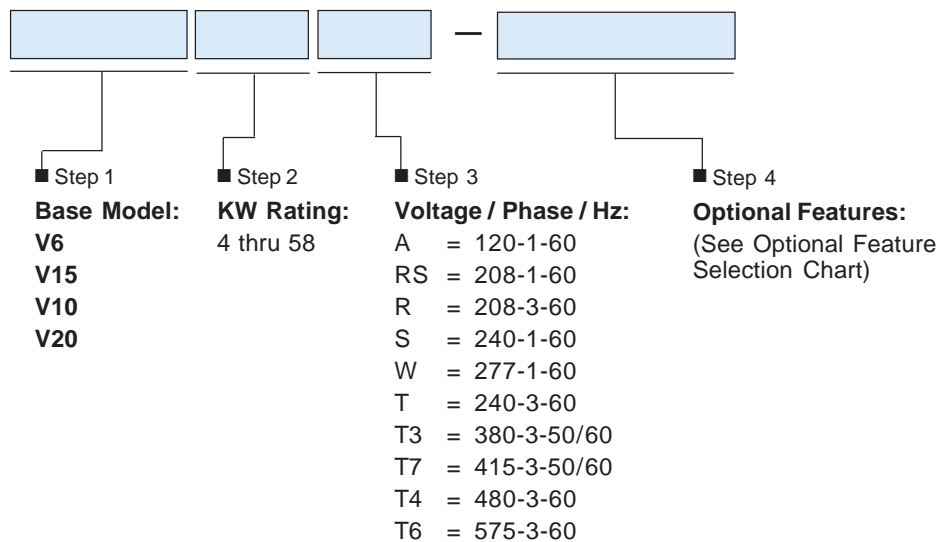 —
■ Step 1
Base Model:
V6
V15
V10
V20
■ Step 2
KW Rating:
4 thru 58
■ Step 3
Voltage / Phase / Hz:
A = 120-1-60
RS = 208-1-60
R = 208-3-60
S = 240-1-60
W = 277-1-60
T = 240-3-60
T3 = 380-3-50/60
T7 = 415-3-50/60
T4 = 480-3-60
T6 = 575-3-60
■ Step 4
Optional Features:
(See Optional Feature
Selection Chart)